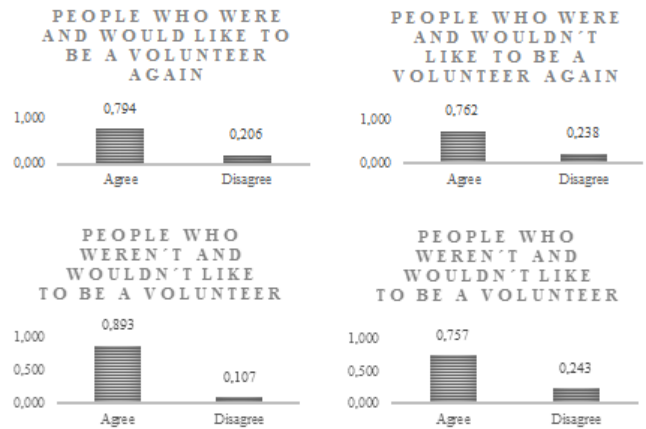 PEOPLE WHO WERE
AND WOULD LIKE TO
BE A VOLUNTEER
AGAIN
1,000
0,000
0,794
0,206
Agree
Disagree
PEOPLE WHO WERE
AND WOULDN´T
LIKE TO BE A
VOLUNTEER AGAIN
1,000
0,000
0,762
0,238
Agree
Disagree
PEOPLE WHO
WEREN´T AND
WOULDN´T LIKE
TO BE A VOLUNTEER
1,000
0,500
0,000
0,893
0,107
Agree
Disagree
PEOPLE WHO
WEREN´T AND
WOULDN´T LIKE
TO BE A VOLUNTEER
1,000
0,500
0,000
0,757
0,243
Agree
Disagree